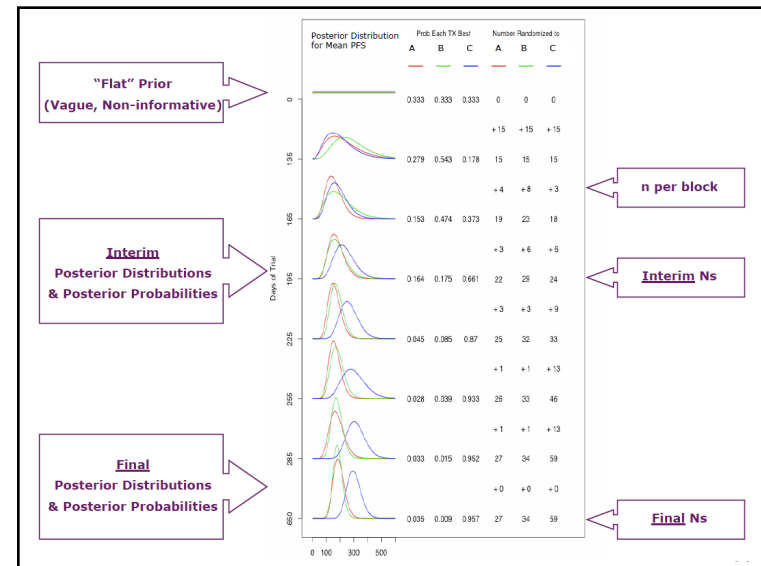 Posterior Distribution
for Mean PFS
Prob Each TX Best
Number Randomized to
A B C A B C
“Flat” Prior
(Vague, Non-informative)
0 0.333 0.333 0.333 0 0 0
+ 15 + 15 + 15
135 0.279 0.543 0.178 15 15 15
+ 4 + 8 + 3
n per block
165 0.153 0.474 0.373 19 23 18
+ 3 + 6 + 6
Interim
Posterior Distributions
& Posterior Probabilities
Days of Trial
195 0.164 0.175 0.661 22 29 24
Interim Ns
+ 3 + 3 + 9
225 0.045 0.085 0.87 25 32 33
+ 1 + 1 + 13
255 0.028 0.039 0.933 26 33 46
+ 1 + 1 + 13
285 0.033 0.015 0.952 27 34 59
Final
Posterior Distributions
& Posterior Probabilities
+ 0 + 0 + 0
650 0.035 0.009 0.957 27 34 59
Final Ns
0 100 300 500